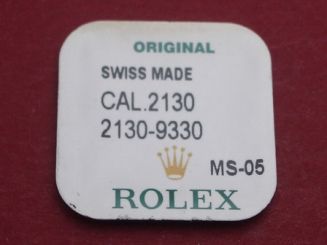 ORIGINAL
SWISS MADE
CAL.2130
2130-9330
MS-05
ROLEX